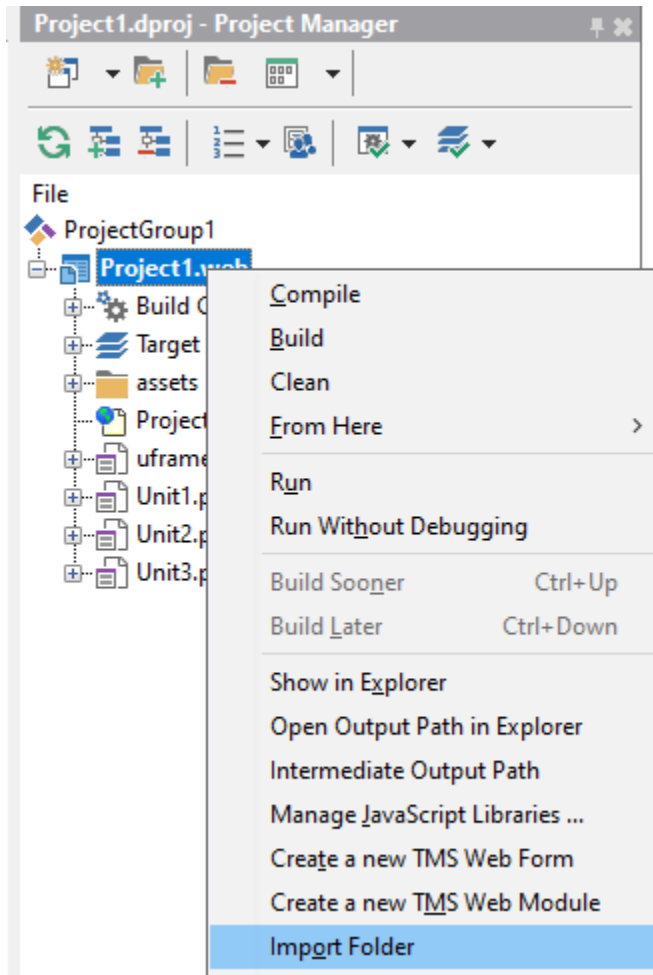 Project1.dproj - Project Manager
File
ProjectGroup1
Project1.web
Build
Target
assets
Project
uframe
Unit1.p
Unit2.p
Unit3.p
Compile
Build
Clean
From Here
Run
Run Without Debugging
Build Sooner Ctrl+Up
Build Later Ctrl+Down
Show in Explorer
Open Output Path in Explorer
Intermediate Output Path
Manage JavaScript Libraries ...
Create a new TMS Web Form
Create a new TMS Web Module
Import Folder